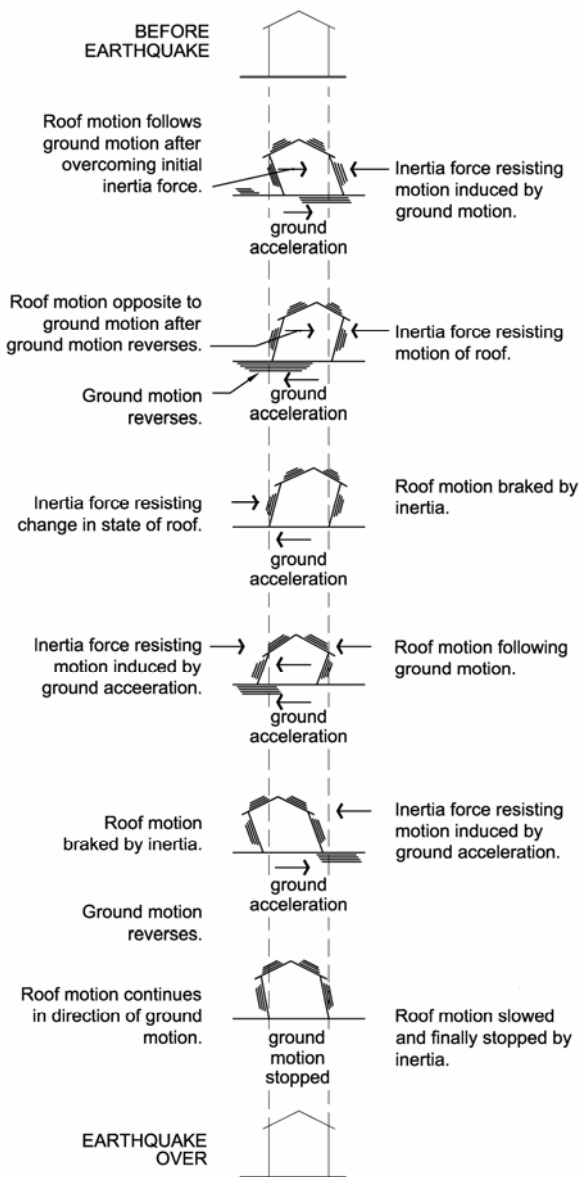 BEFORE
EARTHQUAKE
Roof motion follows
ground motion after
overcoming initial
inertia force.
Inertia force resisting
motion induced by
ground motion.
ground
acceleration
Roof motion opposite to
ground motion after
ground motion reverses.
Inertia force resisting
motion of roof.
Ground motion
reverses.
ground
acceleration
Inertia force resisting
change in state of roof.
Roof motion braked by
inertia.
ground
acceleration
Inertia force resisting
motion induced by
ground acceeration.
Roof motion following
ground motion.
ground
acceleration
Roof motion
braked by inertia.
Inertia force resisting
motion induced by
ground acceleration.
ground
acceleration
Ground motion
reverses.
Roof motion continues
in direction of ground
motion.
Roof motion slowed
and finally stopped by
inertia.
ground
motion
stopped
EARTHQUAKE
OVER